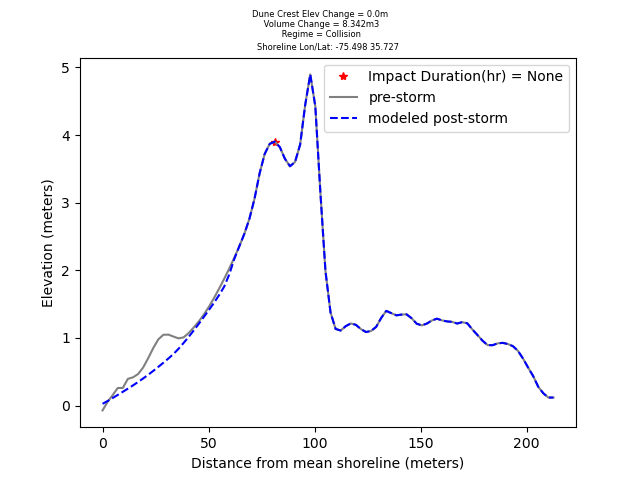 Dune Crest Elev Change = 0.0m
Volume Change = 8.342m3
Regime = Collision
Shoreline Lon/Lat: -75.498 35.727
Impact Duration(hr) = None
pre-storm
modeled post-storm
5
4
3
2
1
0
Elevation (meters)
0 50 100 150 200
Distance from mean shoreline (meters)